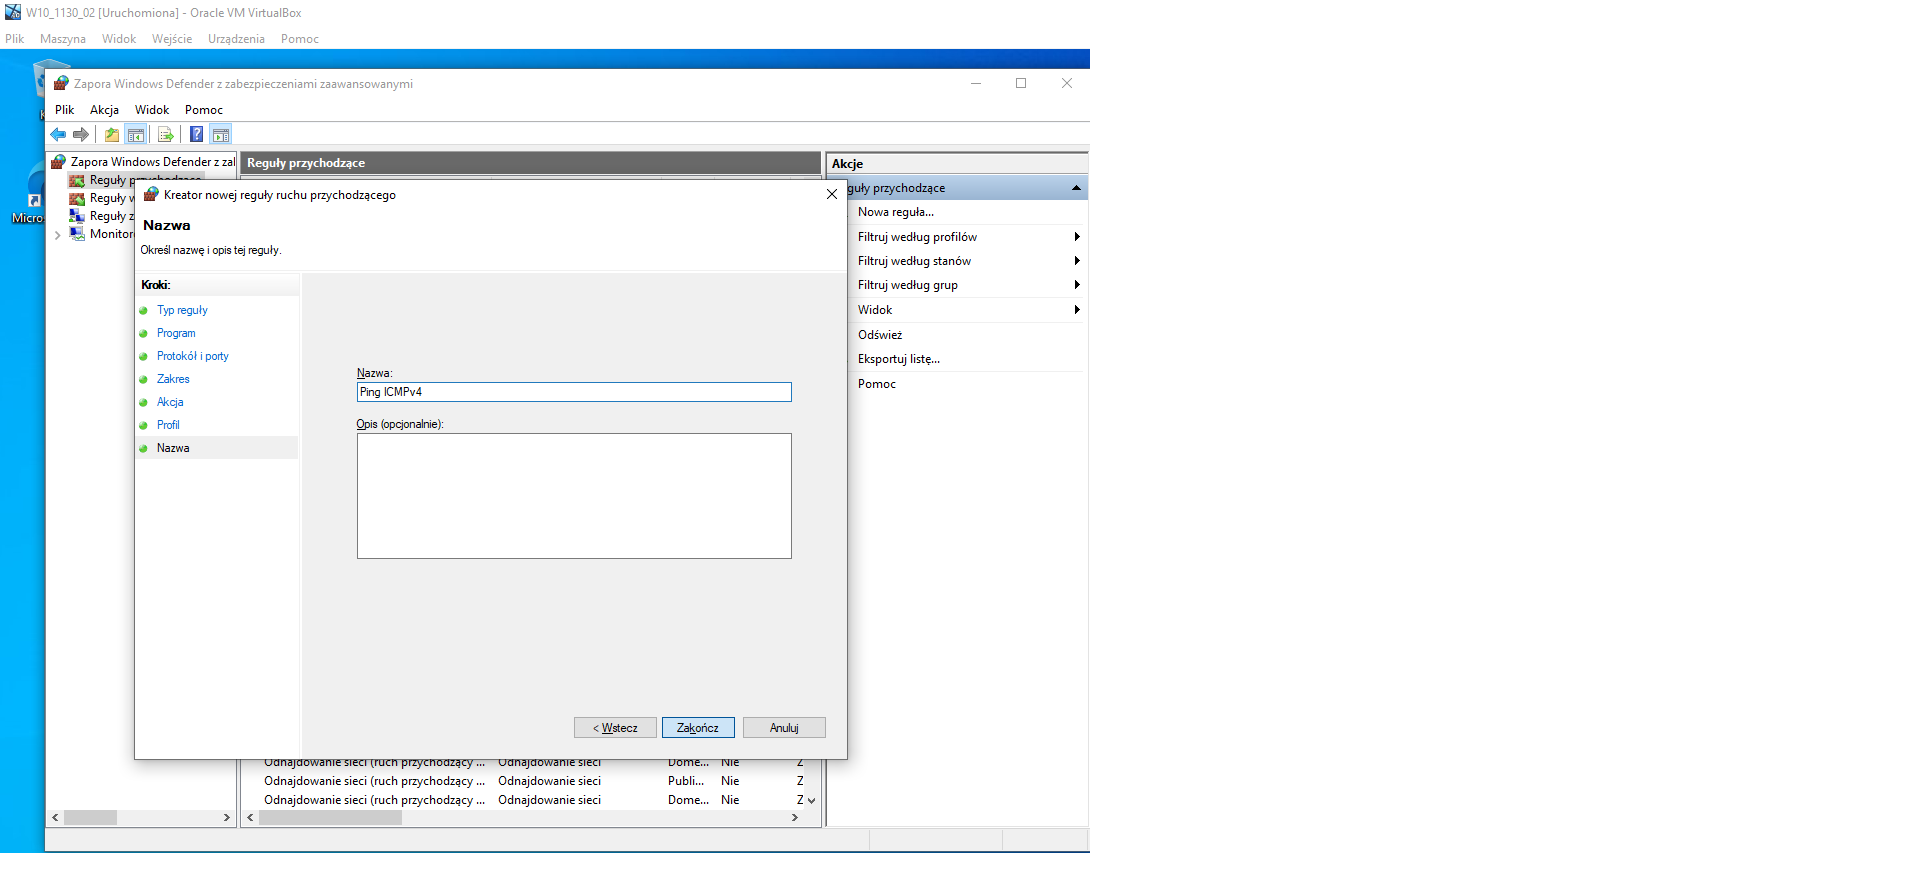 W10_1130_02 [Uruchomiona] - Oracle VM VirtualBox
Plik Maszyna Widok Wejście Urządzenia Pomoc
Zapora Windows Defender z zabezpieczeniami zaawansowanymi
Plik Akcja Widok Pomoc
Zapora Windows Defender z zal
Reguły przychodzące
Reguły w
Reguły z
Monitor
Micros
Reguły przychodzące
Kreator nowej reguły ruchu przychodzącego
Nazwa
Określ nazwę i opis tej reguły.
Kroki:
Typ reguły
Program
Protokół i porty
Zakres
Akcja
Profil
Nazwa
Nazwa:
Ping ICMPv4
Opis (opcjonalnie):
< Wstecz Zakończ Anuluj
Odnajdowanie sieci (ruch przychodzący ... Odnajdowanie sieci Dome... Nie Z
Odnajdowanie sieci (ruch przychodzący ... Odnajdowanie sieci Publi... Nie Z
Odnajdowanie sieci (ruch przychodzący ... Odnajdowanie sieci Dome... Nie Z
Akcje
guły przychodzące
Nowa reguła...
Filtruj według profilów
Filtruj według stanów
Filtruj według grup
Widok
Odśwież
Eksportuj listę...
Pomoc